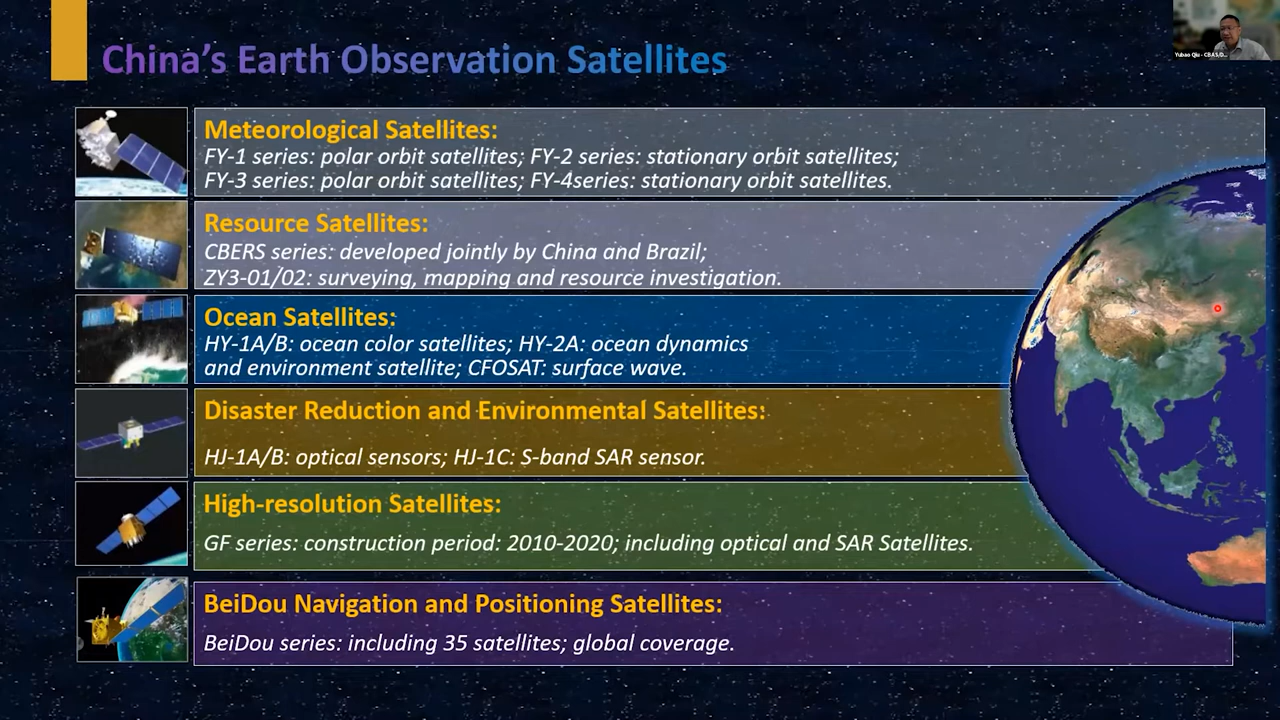 China's Earth Observation Satellites
Yubao Qiu - CBAS/D...
Meteorological Satellites:
FY-1 series: polar orbit satellites; FY-2 series: stationary orbit satellites;
FY-3 series: polar orbit satellites; FY-4series: stationary orbit satellites.
Resource Satellites:
CBERS series: developed jointly by China and Brazil;
ZY3-01/02: surveying, mapping and resource investigation.
Ocean Satellites:
HY-1A/B: ocean color satellites; HY-2A: ocean dynamics
and environment satellite; CFOSAT: surface wave.
Disaster Reduction and Environmental Satellites:
HJ-1A/B: optical sensors; HJ-1C: S-band SAR sensor.
High-resolution Satellites:
GF series: construction period: 2010-2020; including optical and SAR Satellites.
BeiDou Navigation and Positioning Satellites:
BeiDou series: including 35 satellites; global coverage.